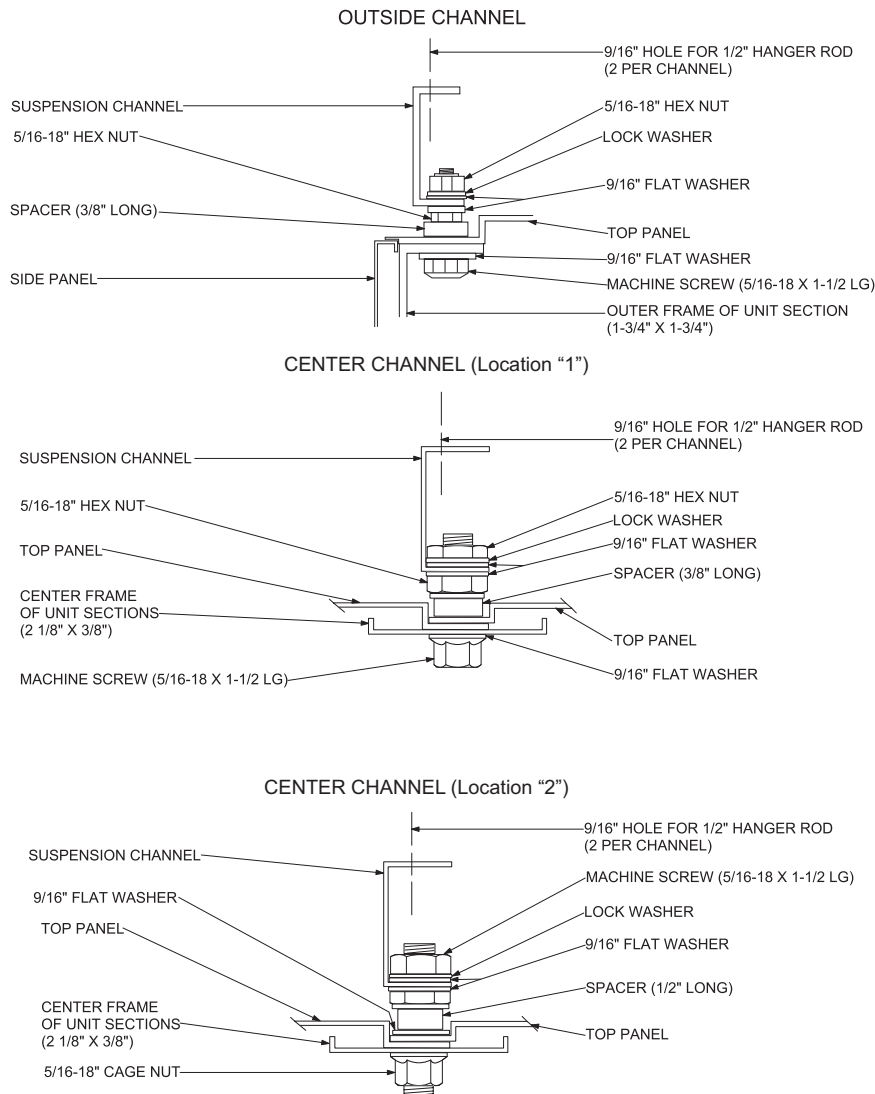 OUTSIDE CHANNEL
9/16" HOLE FOR 1/2" HANGER ROD
(2 PER CHANNEL)
SUSPENSION CHANNEL
5/16-18" HEX NUT
5/16-18" HEX NUT
LOCK WASHER
9/16" FLAT WASHER
SPACER (3/8" LONG)
TOP PANEL
9/16" FLAT WASHER
SIDE PANEL
MACHINE SCREW (5/16-18 X 1-1/2 LG)
OUTER FRAME OF UNIT SECTION
(1-3/4" X 1-3/4")
CENTER CHANNEL (Location “1”)
9/16" HOLE FOR 1/2" HANGER ROD
(2 PER CHANNEL)
SUSPENSION CHANNEL
5/16-18" HEX NUT
5/16-18" HEX NUT
LOCK WASHER
9/16" FLAT WASHER
TOP PANEL
SPACER (3/8" LONG)
CENTER FRAME
OF UNIT SECTIONS
(2 1/8" X 3/8")
TOP PANEL
9/16" FLAT WASHER
MACHINE SCREW (5/16-18 X 1-1/2 LG)
CENTER CHANNEL (Location “2”)
9/16" HOLE FOR 1/2" HANGER ROD
(2 PER CHANNEL)
SUSPENSION CHANNEL
MACHINE SCREW (5/16-18 X 1-1/2 LG)
9/16" FLAT WASHER
LOCK WASHER
TOP PANEL
9/16" FLAT WASHER
SPACER (1/2" LONG)
CENTER FRAME
OF UNIT SECTIONS
(2 1/8" X 3/8")
TOP PANEL
5/16-18" CAGE NUT